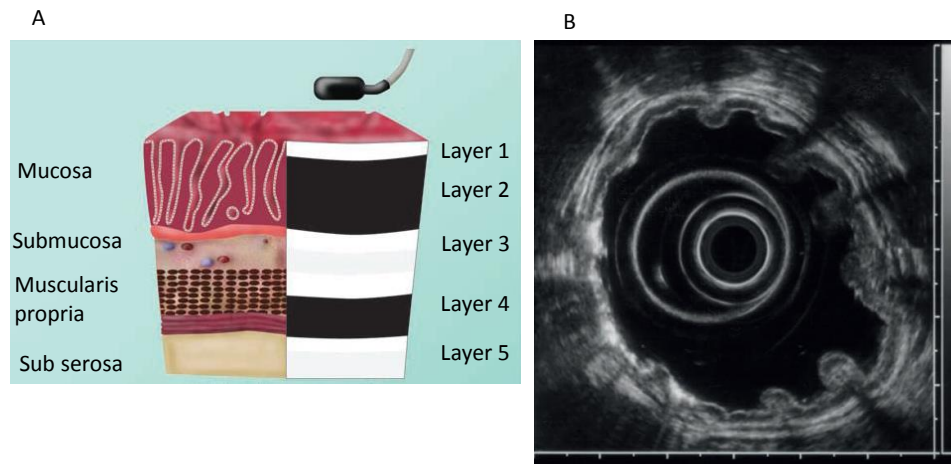 A
B
Mucosa
Submucosa
Muscularis
propria
Sub serosa
Layer 1
Layer 2
Layer 3
Layer 4
Layer 5